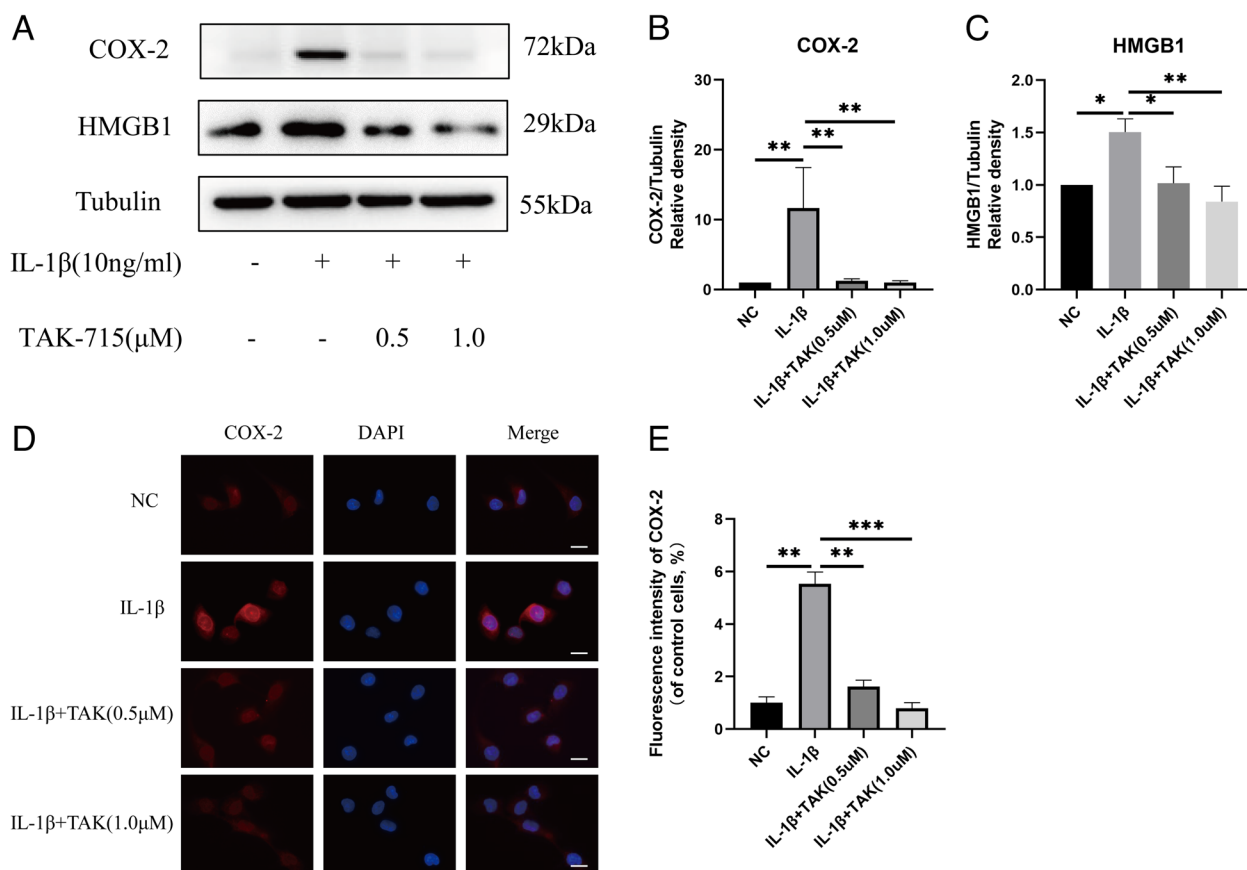 A
COX-2
72kDa
HMGB1
29kDa
Tubulin
55kDa
IL-1β(10ng/ml) - + + +
TAK-715(μM) - - 0.5 1.0
B
COX-2
COX-2/Tubulin
Relative density
30
20
10
0
**
**
**
NC
IL-1β
IL-1β+TAK(0.5uM)
IL-1β+TAK(1.0uM)
C
HMGB1
HMGB1/Tubulin
Relative density
2.0
1.5
1.0
0.5
0.0
**
*
*
NC
IL-1β
IL-1β+TAK(0.5uM)
IL-1β+TAK(1.0uM)
D
COX-2 DAPI Merge
NC
IL-1β
IL-1β+TAK(0.5μM)
IL-1β+TAK(1.0μM)
E
Fluorescence intensity of COX-2
(of control cells, %)
8
6
4
2
0
***
**
**
NC
IL-1β
IL-1β+TAK(0.5uM)
IL-1β+TAK(1.0uM)